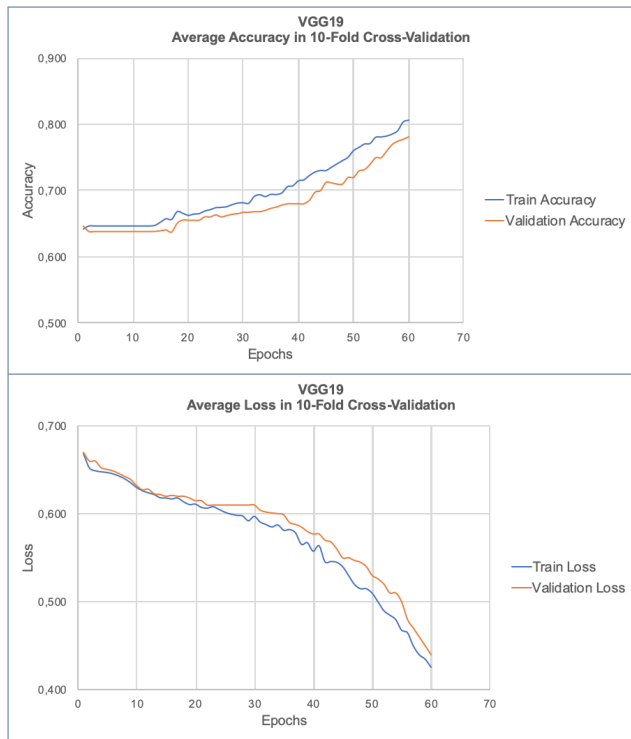 VGG19
Average Accuracy in 10-Fold Cross-Validation
0,900
0,800
0,700
0,600
0,500
Accuracy
0 10 20 30 40 50 60 70
Epochs
Train Accuracy
Validation Accuracy
VGG19
Average Loss in 10-Fold Cross-Validation
0,700
0,600
0,500
0,400
Loss
0 10 20 30 40 50 60 70
Epochs
Train Loss
Validation Loss